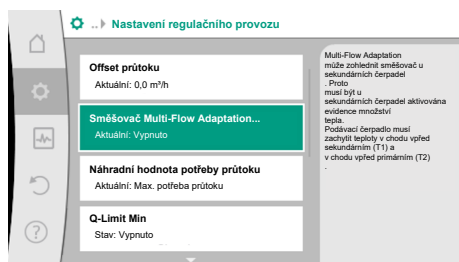 .. Nastavení regulačního provozu
Offset průtoku
Aktuální: 0,0 m³/h
Směšovač Multi-Flow Adaptation...
Aktuální: Vypnuto
Náhradní hodnota potřeby průtoku
Aktuální: Max. potřeba průtoku
Q-Limit Min
Stav: Vypnuto
Multi-Flow Adaptation
může zohlednit směšovač u
sekundárních čerpadel
. Proto
musí být u
sekundárních čerpadel aktivována
evidence množství
tepla.
Podávací čerpadlo musí
zachytit teploty v chodu vpřed
sekundárním (T1) a
v chodu vpřed primárním (T2)
.